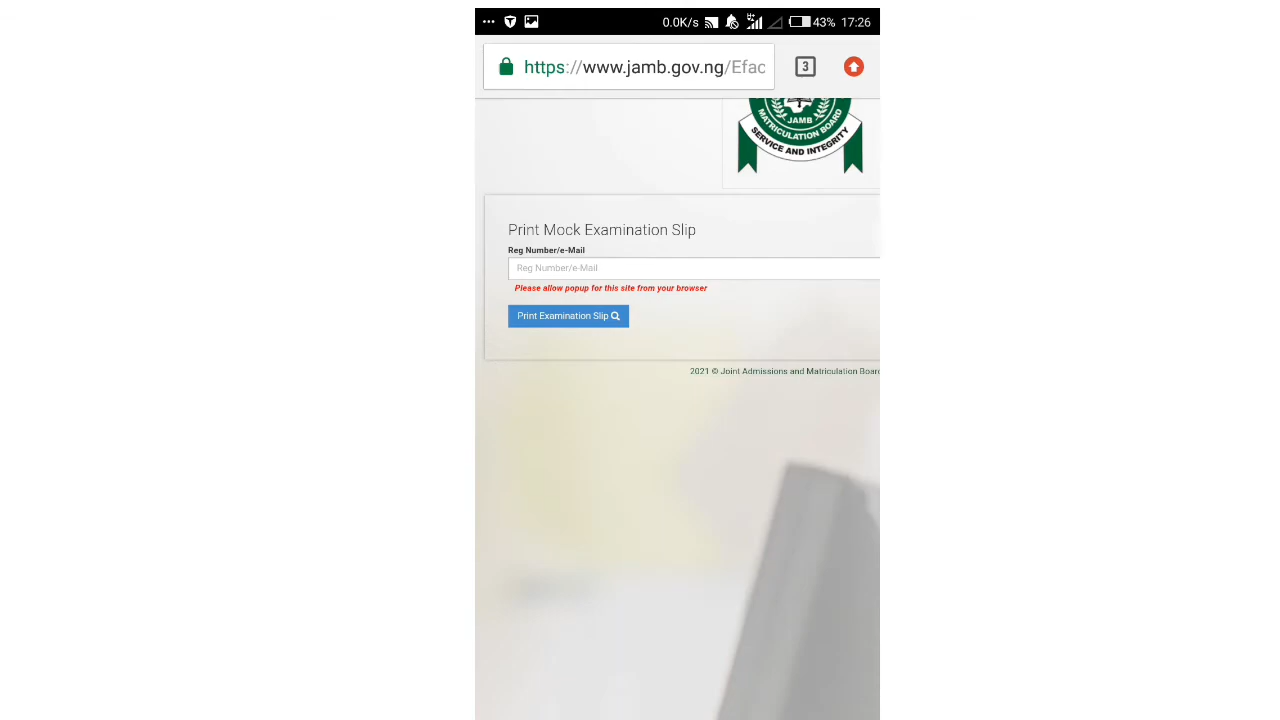 0.0K/s H+ 43% 17:26
https://www.jamb.gov.ng/Efac
3
JAMB
MATRICULATION BOARD
SERVICE AND INTEGRITY
Print Mock Examination Slip
Reg Number/e-Mail
Reg Number/e-Mail
Please allow popup for this site from your browser
Print Examination Slip
2021 © Joint Admissions and Matriculation Board